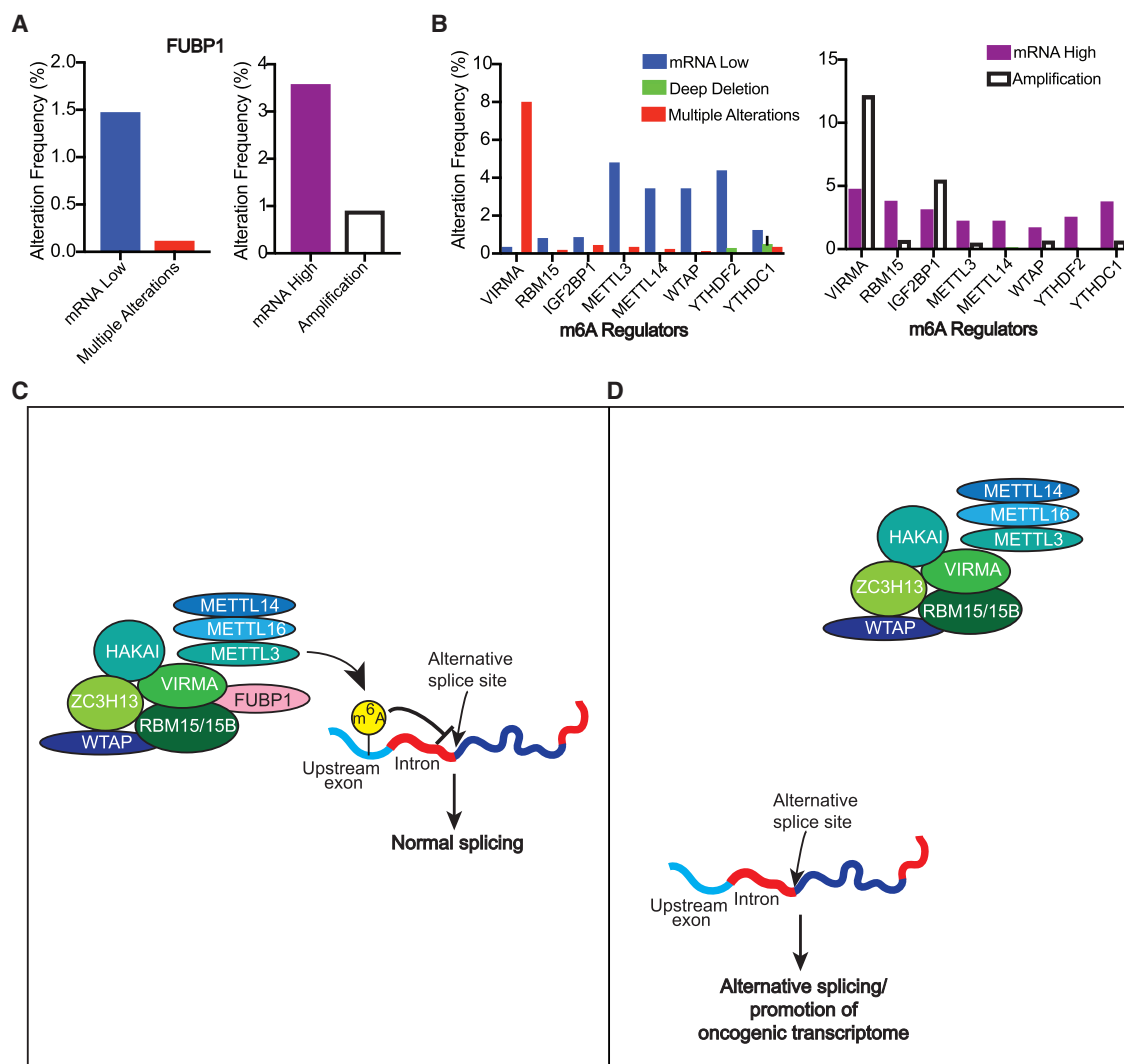 A
FUBP1
Alteration Frequency (%)
2.0
1.5
1.0
0.5
0.0
mRNA Low
Multiple Alterations
4
3
2
1
0
mRNA High
Amplification
B
Alteration Frequency (%)
10
8
6
4
2
0
mRNA Low
Deep Deletion
Multiple Alterations
VIRMA
RBM15
IGF2BP1
METTL3
METTL14
WTAP
YTHDF2
YTHDC1
m6A Regulators
15
10
5
0
mRNA High
Amplification
VIRMA
RBM15
IGF2BP1
METTL3
METTL14
WTAP
YTHDF2
YTHDC1
m6A Regulators
C
METTL14
METTL16
METTL3
HAKAI
VIRMA
ZC3H13
FUBP1
RBM15/15B
WTAP
m6A
Alternative
splice site
Upstream
exon
Intron
Normal splicing
D
METTL14
METTL16
METTL3
HAKAI
VIRMA
ZC3H13
RBM15/15B
WTAP
Alternative
splice site
Upstream
exon
Intron
Alternative splicing/
promotion of
oncogenic transcriptome